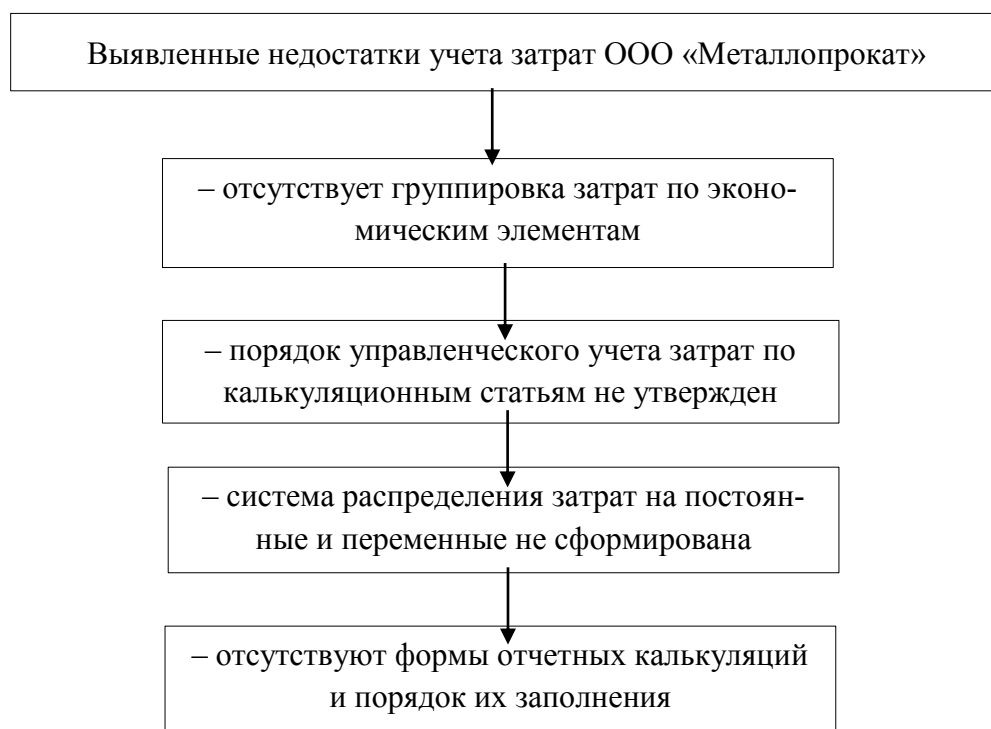 Выявленные недостатки учета затрат ООО «Металлопрокат»
– отсутствует группировка затрат по эконо-
мическим элементам
– порядок управленческого учета затрат по
калькуляционным статьям не утвержден
– система распределения затрат на постоян-
ные и переменные не сформирована
– отсутствуют формы отчетных калькуляций
и порядок их заполнения